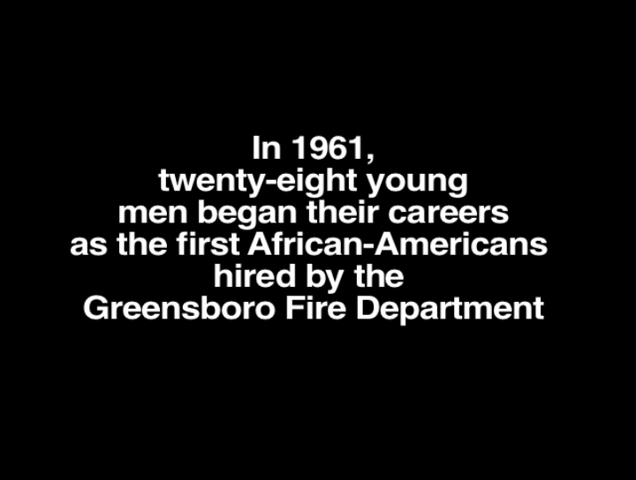 In 1961,
twenty-eight young
men began their careers
as the first African-Americans
hired by the
Greensboro Fire Department